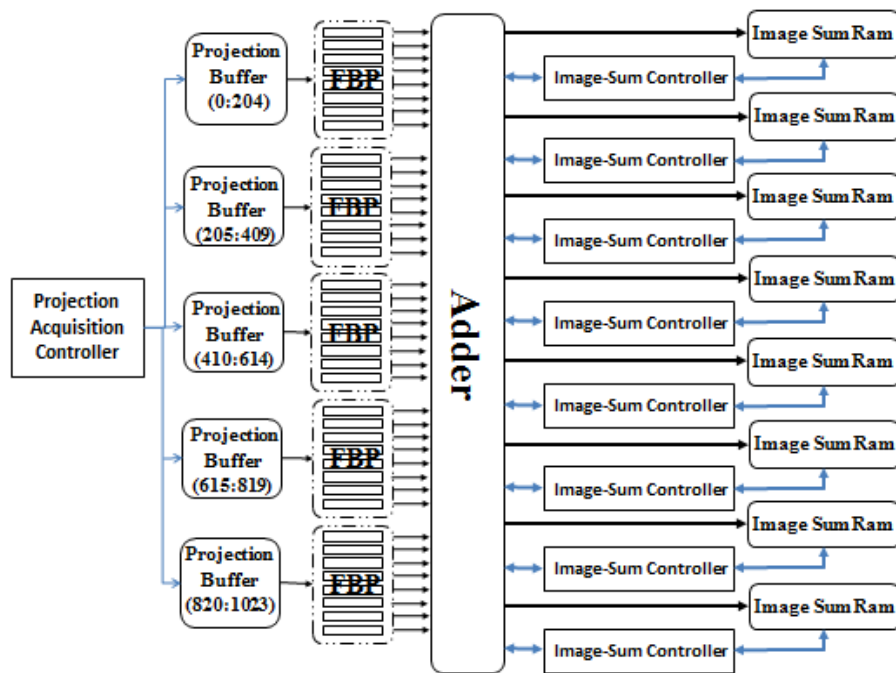 Projection
Acquisition
Controller
Projection
Buffer
(0:204)
Projection
Buffer
(205:409)
Projection
Buffer
(410:614)
Projection
Buffer
(615:819)
Projection
Buffer
(820:1023)
FBP
FBP
FBP
FBP
FBP
Adder
Image Sum Ram
Image-Sum Controller
Image Sum Ram
Image-Sum Controller
Image Sum Ram
Image-Sum Controller
Image Sum Ram
Image-Sum Controller
Image Sum Ram
Image-Sum Controller
Image Sum Ram
Image-Sum Controller
Image Sum Ram
Image-Sum Controller
Image Sum Ram
Image-Sum Controller